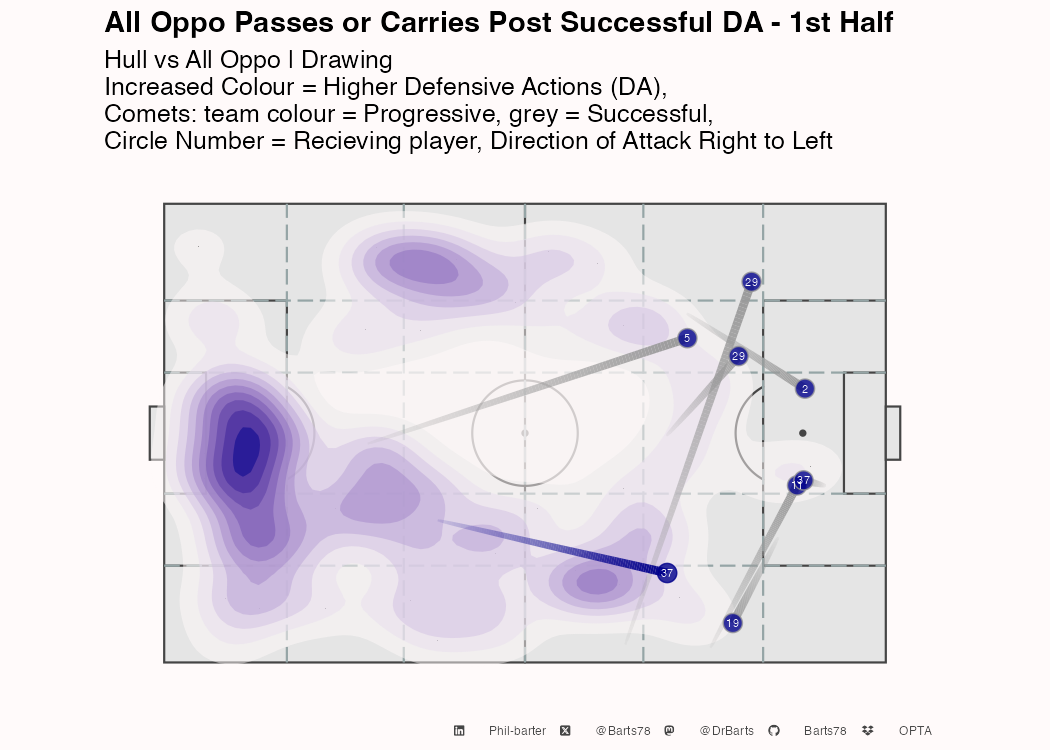 All Oppo Passes or Carries Post Successful DA - 1st Half
Hull vs All Oppo | Drawing
Increased Colour = Higher Defensive Actions (DA),
Comets: team colour = Progressive, grey = Successful,
Circle Number = Recieving player, Direction of Attack Right to Left
29
5
29
2
37
11
37
19
Phil-barter @Barts78 @DrBarts Barts78 OPTA